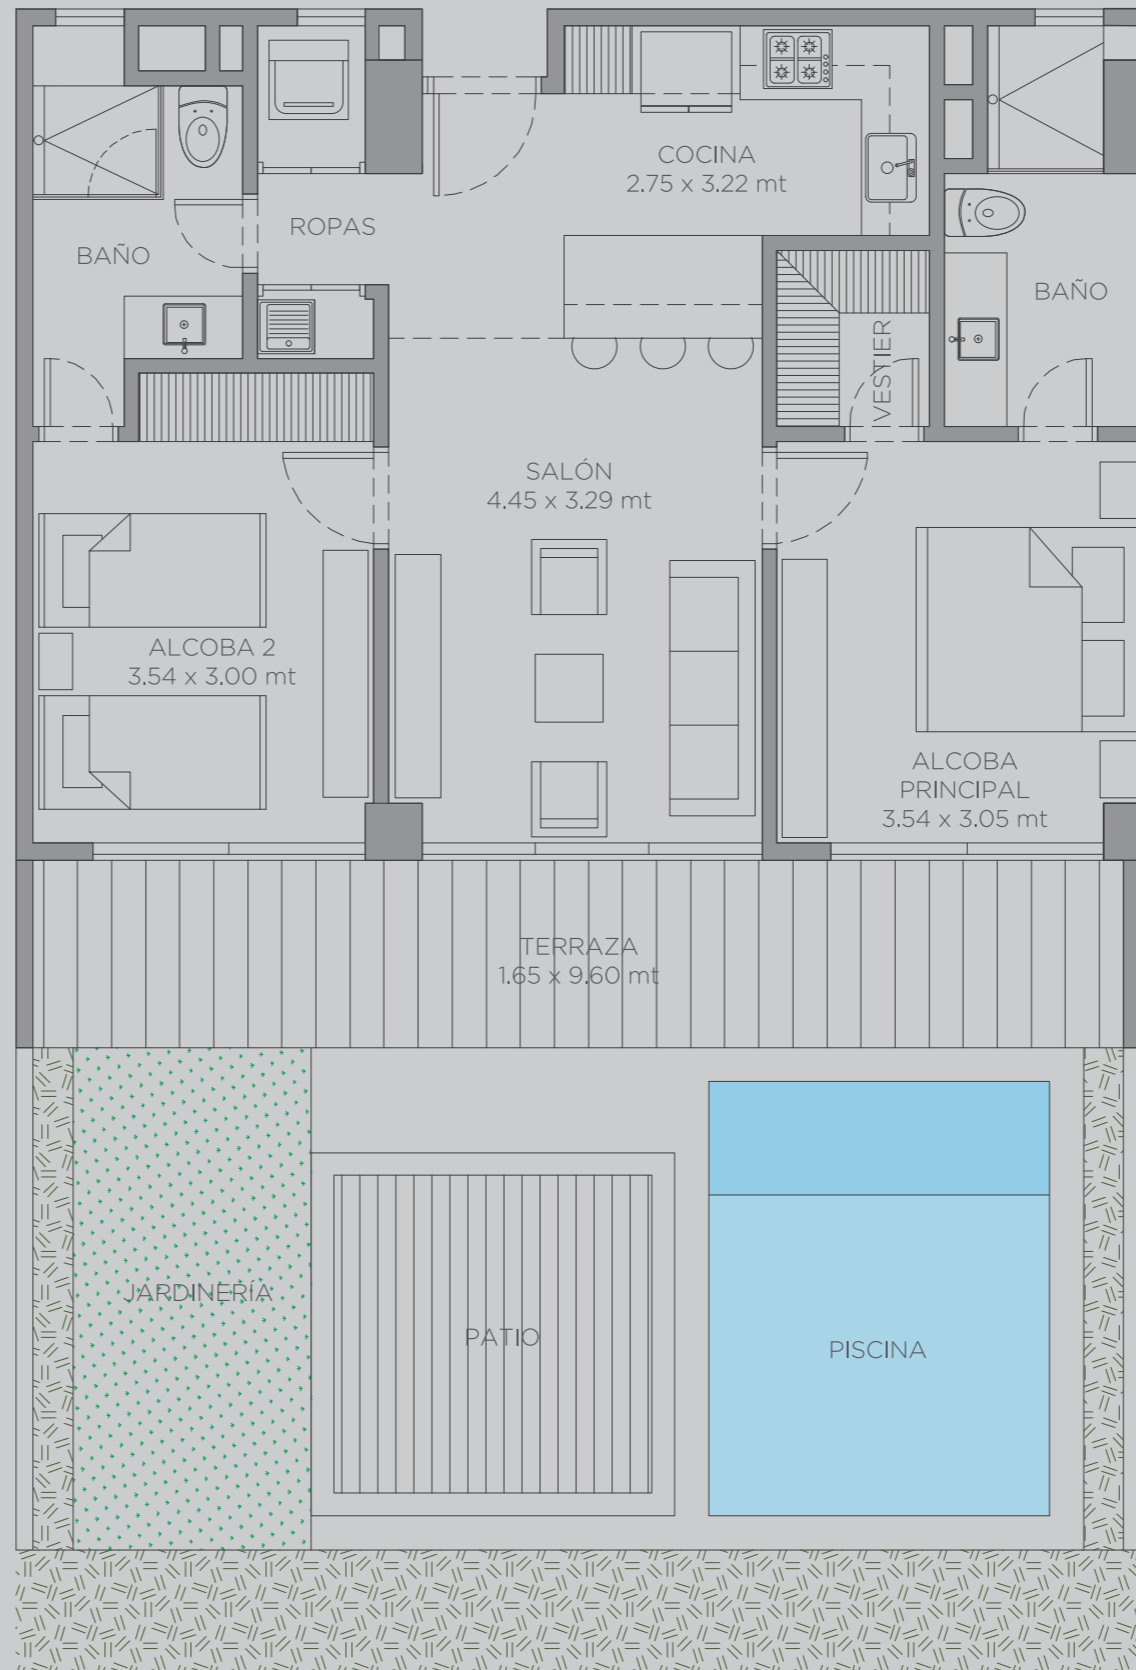 COCINA
2.75 x 3.22 mt
ROPAS
BAÑO
BAÑO
VESTIER
SALÓN
4.45 x 3.29 mt
ALCOBA 2
3.54 x 3.00 mt
ALCOBA
PRINCIPAL
3.54 x 3.05 mt
TERRAZA
1.65 x 9.60 mt
JARDINERÍA
PATIO
PISCINA